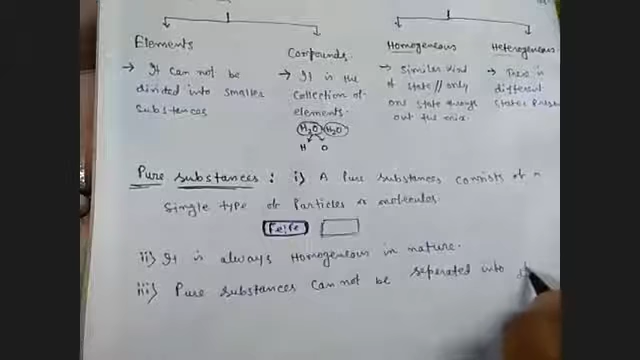 Elements
Compounds
Homogeneous
Heterogeneous
→ It can not be
divided into smaller
substances
→ It is the
collection of
elements.
H₂O H₂O
H O
→ Similar kind
of state // only
one state through
out the mix
→ There is
different
states Present
Pure substances : i) A Pure substances consists of
single type of Particles or molecules.
Fe|Fe
ii) It is always Homogeneous in nature.
iii) Pure substances cannot be seperated into